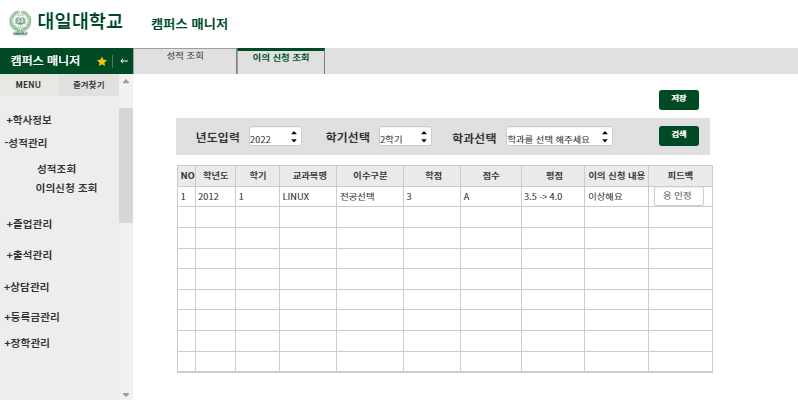 대일대학교 캠퍼스 매니저
캠퍼스 매니저 ★ ← 성적 조회 이의 신청 조회
MENU 즐겨찾기
저장
+학사정보
-성적관리
성적조회
이의신청 조회
+졸업관리
+출석관리
+상담관리
+등록금관리
+장학관리
년도입력 2022 학기선택 2학기 학과선택 학과를 선택 해주세요 검색
NO 학년도 학기 교과목명 이수구분 학점 점수 평점 이의 신청 내용 피드백
1 2012 1 LINUX 전공선택 3 A 3.5 -> 4.0 이상해요 응 인정